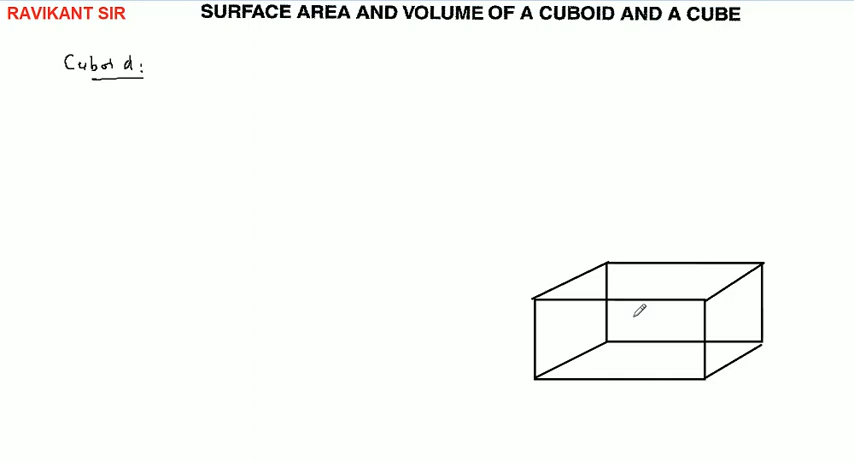 RAVIKANT SIR
SURFACE AREA AND VOLUME OF A CUBOID AND A CUBE
Cuboid: